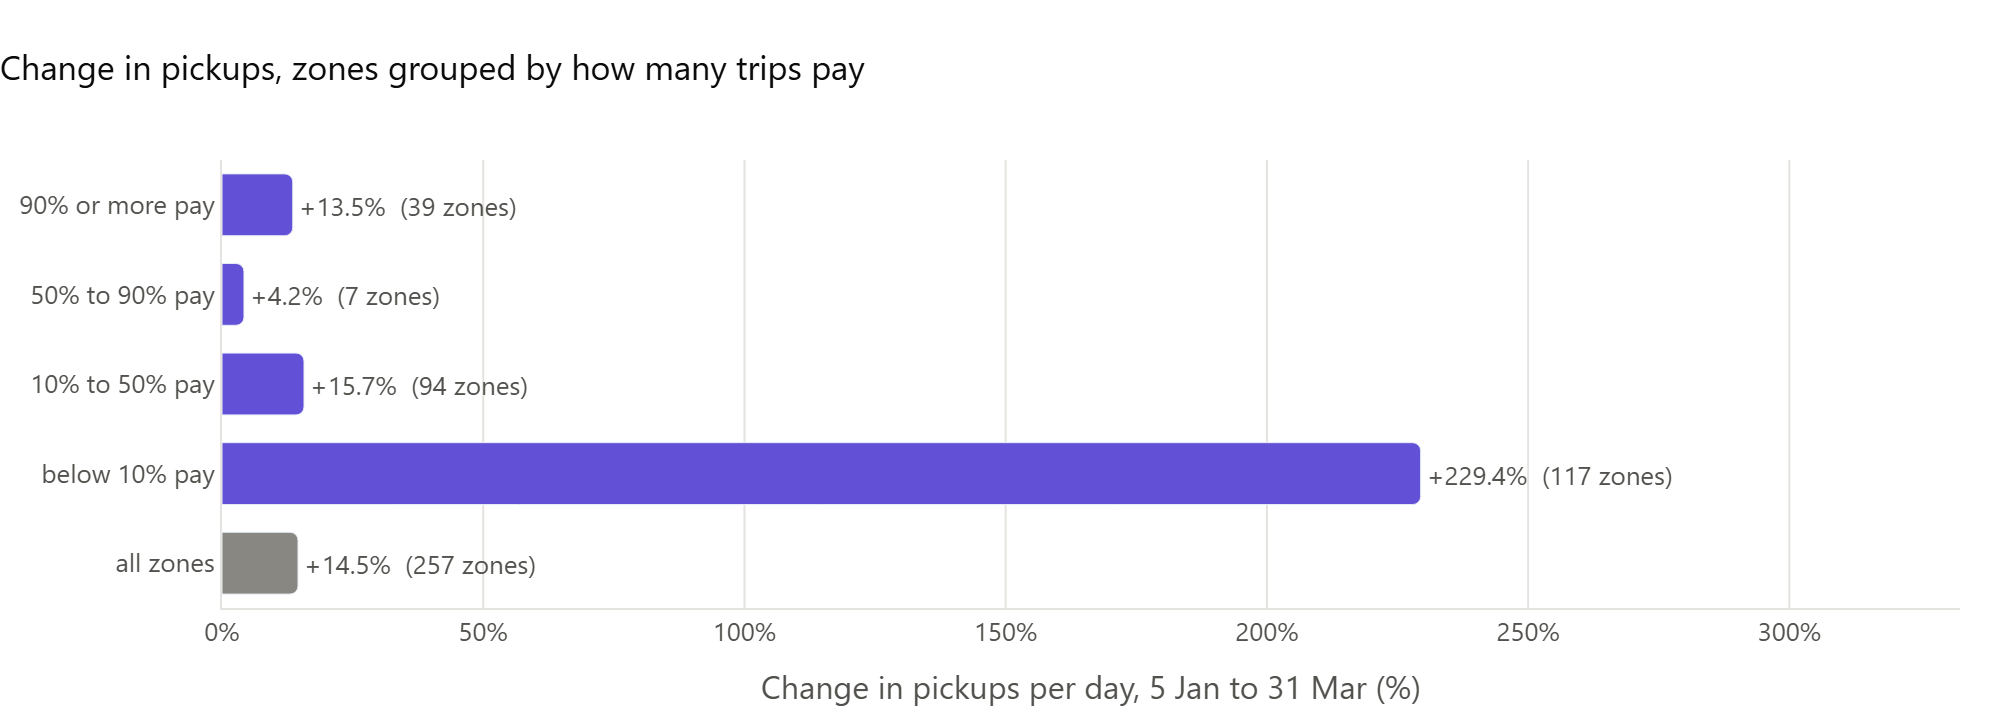 Change in pickups, zones grouped by how many trips pay
90% or more pay +13.5% (39 zones)
50% to 90% pay +4.2% (7 zones)
10% to 50% pay +15.7% (94 zones)
below 10% pay +229.4% (117 zones)
all zones +14.5% (257 zones)
0% 50% 100% 150% 200% 250% 300%
Change in pickups per day, 5 Jan to 31 Mar (%)